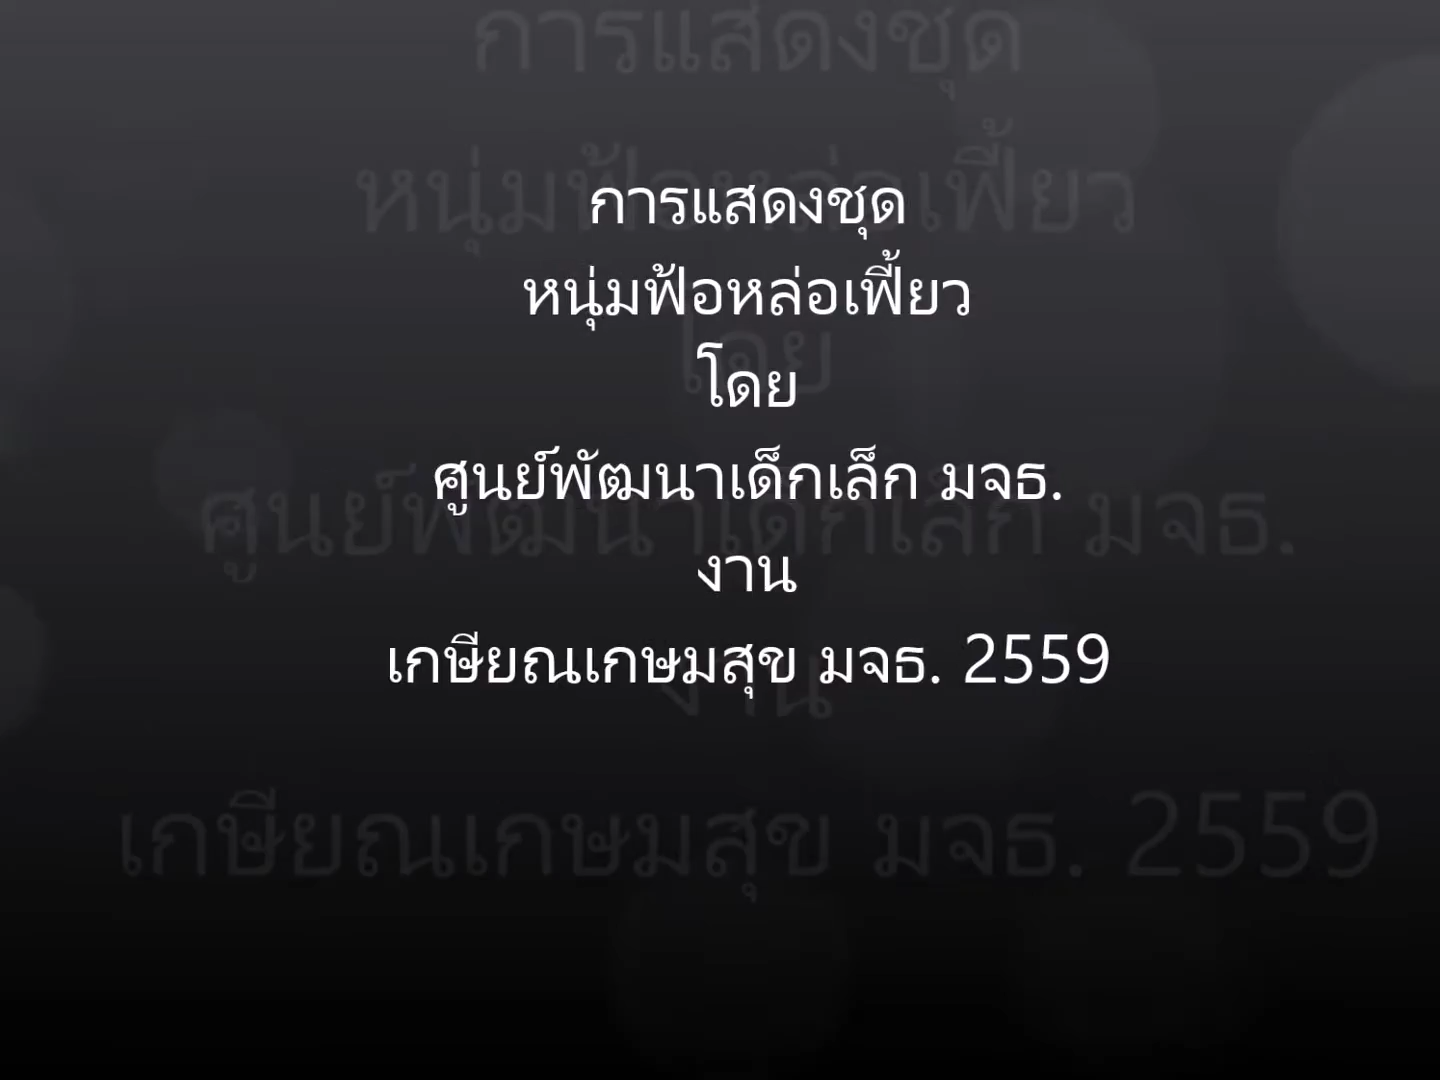 การแสดงชุด
หนุ่มฟ้อหล่อเฟี้ยว
โดย
ศูนย์พัฒนาเด็กเล็ก มจธ.
งาน
เกษียณเกษมสุข มจธ. 2559